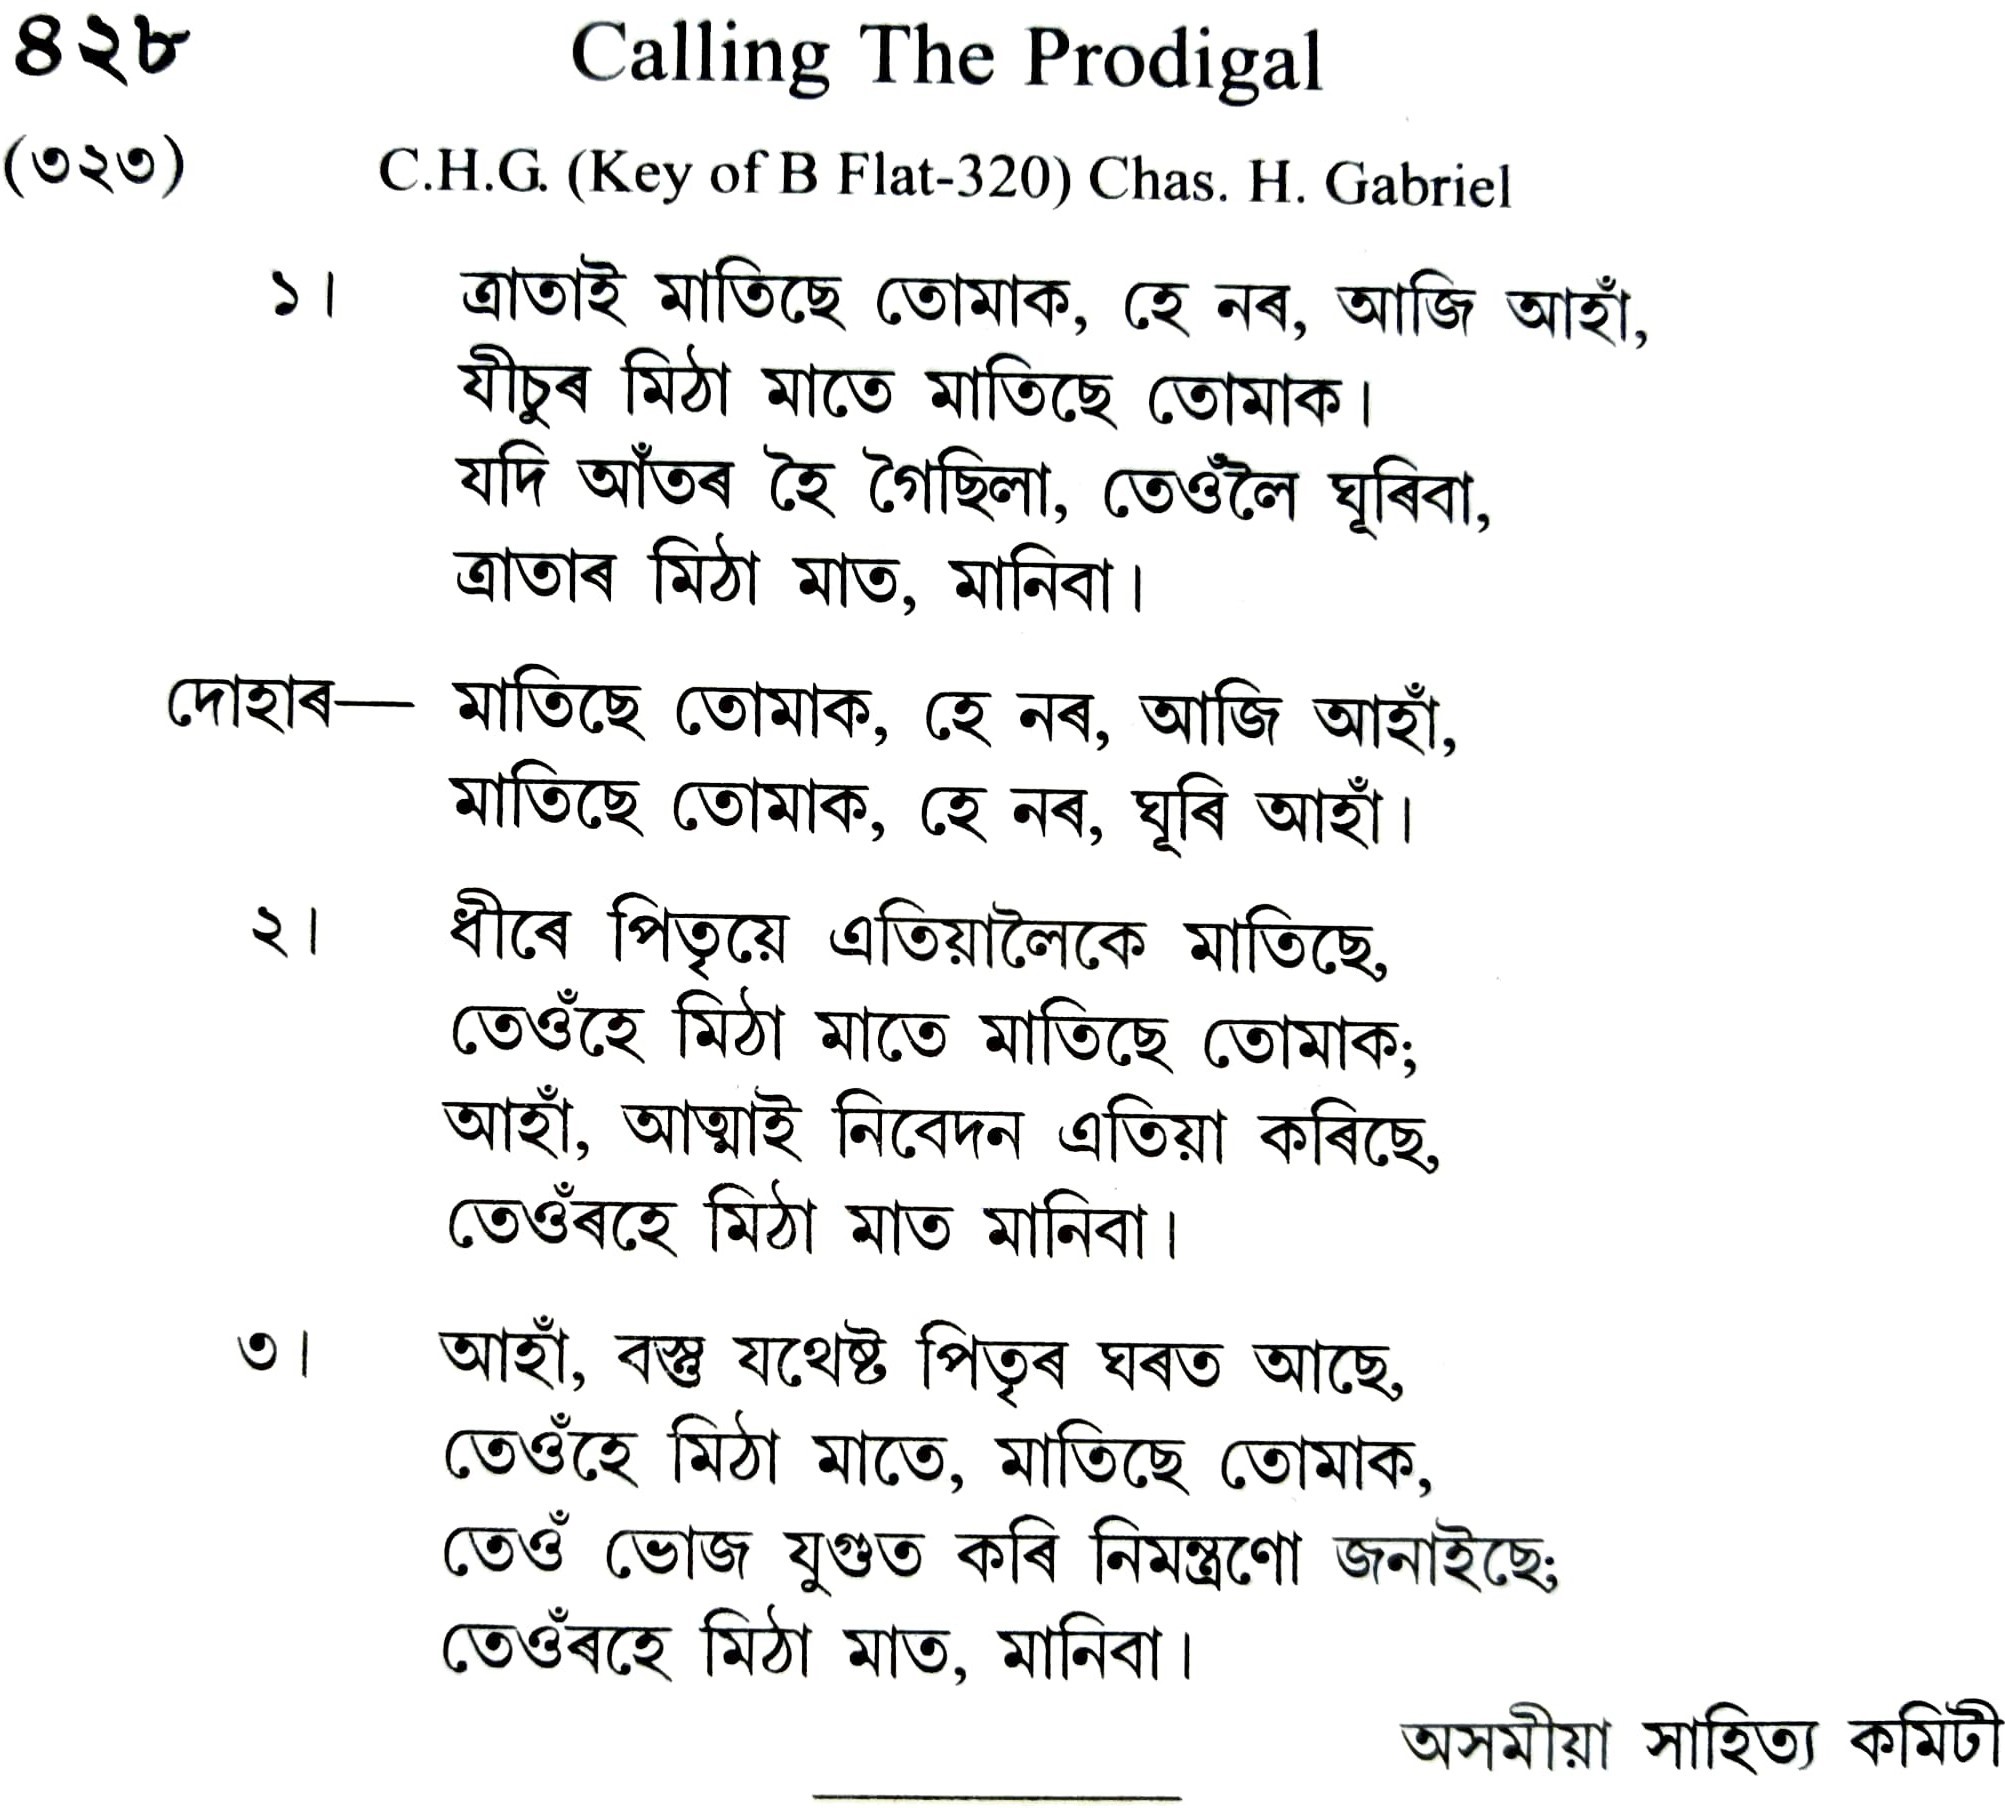 ৪২৮ Calling The Prodigal
(৩২৩) C.H.G. (Key of B Flat-320) Chas. H. Gabriel
১। ত্ৰাতাই মাতিছে তোমাক, হে নৰ, আজি আহাঁ,
যীচুৰ মিঠা মাতে মাতিছে তোমাক।
যদি আঁতৰ হৈ গৈছিলা, তেওঁলৈ ঘূৰিবা,
ত্ৰাতাৰ মিঠা মাত, মানিবা।
দোহাৰ— মাতিছে তোমাক, হে নৰ, আজি আহাঁ,
মাতিছে তোমাক, হে নৰ, ঘূৰি আহাঁ।
২। ধীৰে পিতৃয়ে এতিয়ালৈকে মাতিছে,
তেওঁহে মিঠা মাতে মাতিছে তোমাক;
আহাঁ, আত্মাই নিবেদন এতিয়া কৰিছে,
তেওঁৰহে মিঠা মাত মানিবা।
৩। আহাঁ, বস্তু যথেষ্ট পিতৃৰ ঘৰত আছে,
তেওঁহে মিঠা মাতে, মাতিছে তোমাক,
তেওঁ ভোজ যুগুত কৰি নিমন্ত্ৰণো জনাইছে;
তেওঁৰহে মিঠা মাত, মানিবা।
অসমীয়া সাহিত্য কমিটী